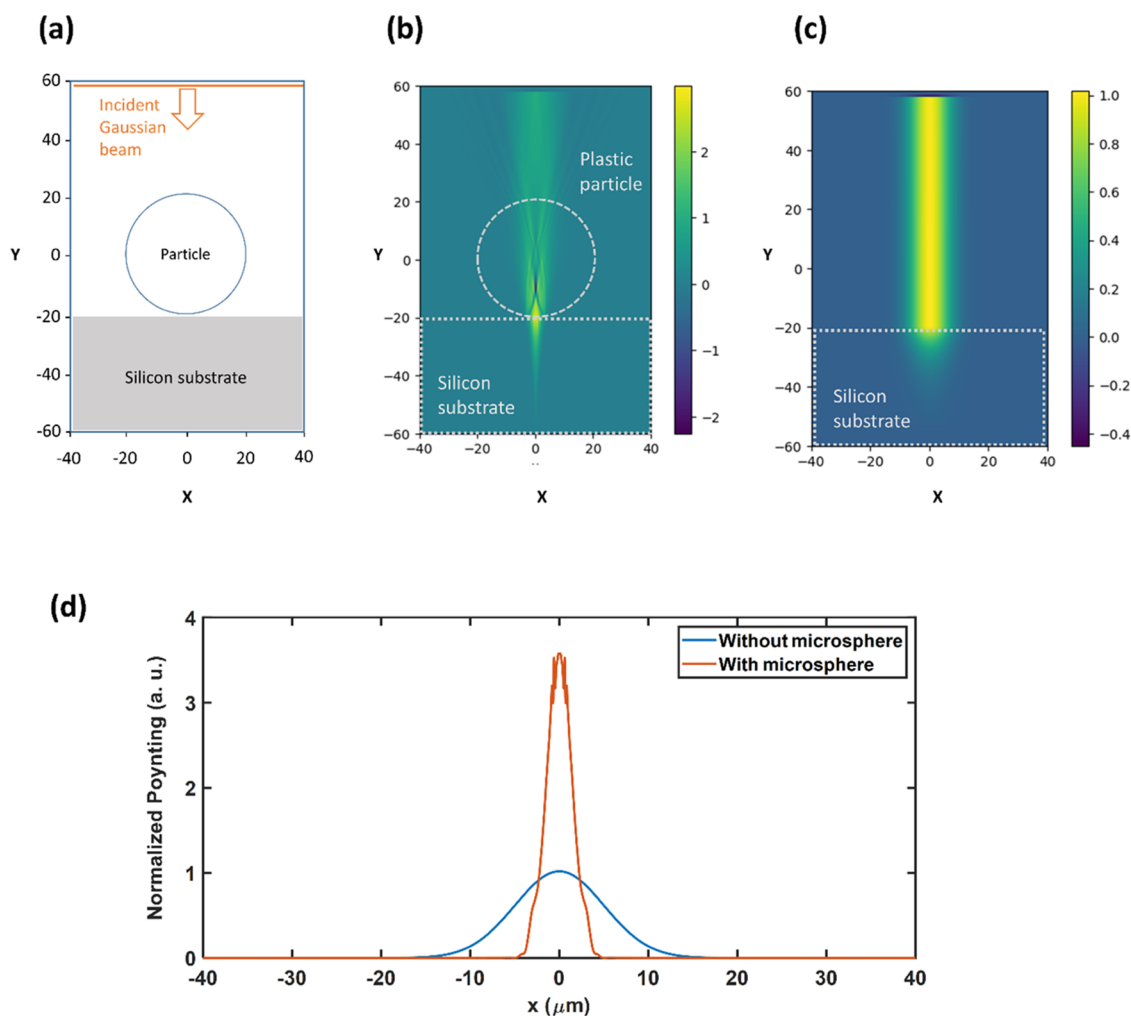 (a)
60
40
20
0
-20
-40
-60
Y
-40
-20
0
20
40
X
Incident
Gaussian
beam
Particle
Silicon substrate
(b)
60
40
20
0
−20
−40
−60
Y
−40
−20
0
20
40
X
Plastic
particle
Silicon
substrate
2
1
0
−1
−2
(c)
60
40
20
0
−20
−40
−60
Y
−40
−20
0
20
40
X
Silicon
substrate
1.0
0.8
0.6
0.4
0.2
0.0
−0.2
−0.4
(d)
Normalized Poynting (a. u.)
4
3
2
1
0
-40
-30
-20
-10
0
10
20
30
40
x (μm)
Without microsphere
With microsphere